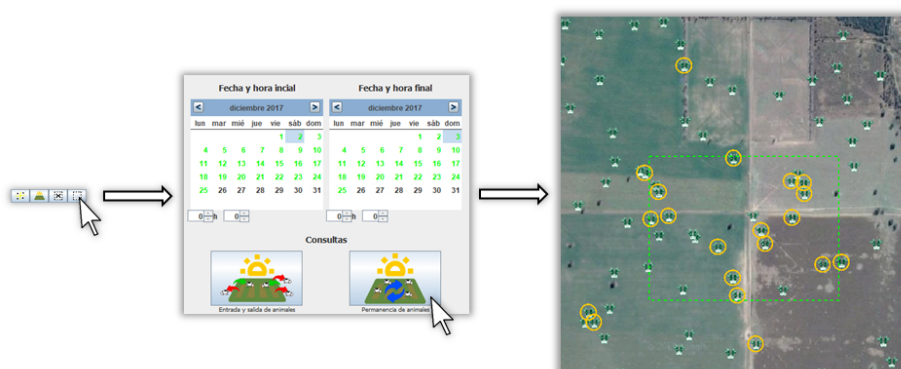 Fecha y hora incial Fecha y hora final
< diciembre 2017 > < diciembre 2017 >
lun mar mié jue vie sáb dom lun mar mié jue vie sáb dom
1 2 3 1 2 3
4 5 6 7 8 9 10 4 5 6 7 8 9 10
11 12 13 14 15 16 17 11 12 13 14 15 16 17
18 19 20 21 22 23 24 18 19 20 21 22 23 24
25 26 27 28 29 30 31 25 26 27 28 29 30 31
0 h 0 0 h 0
Consultas
Entrada y salida de animales Permanencia de animales